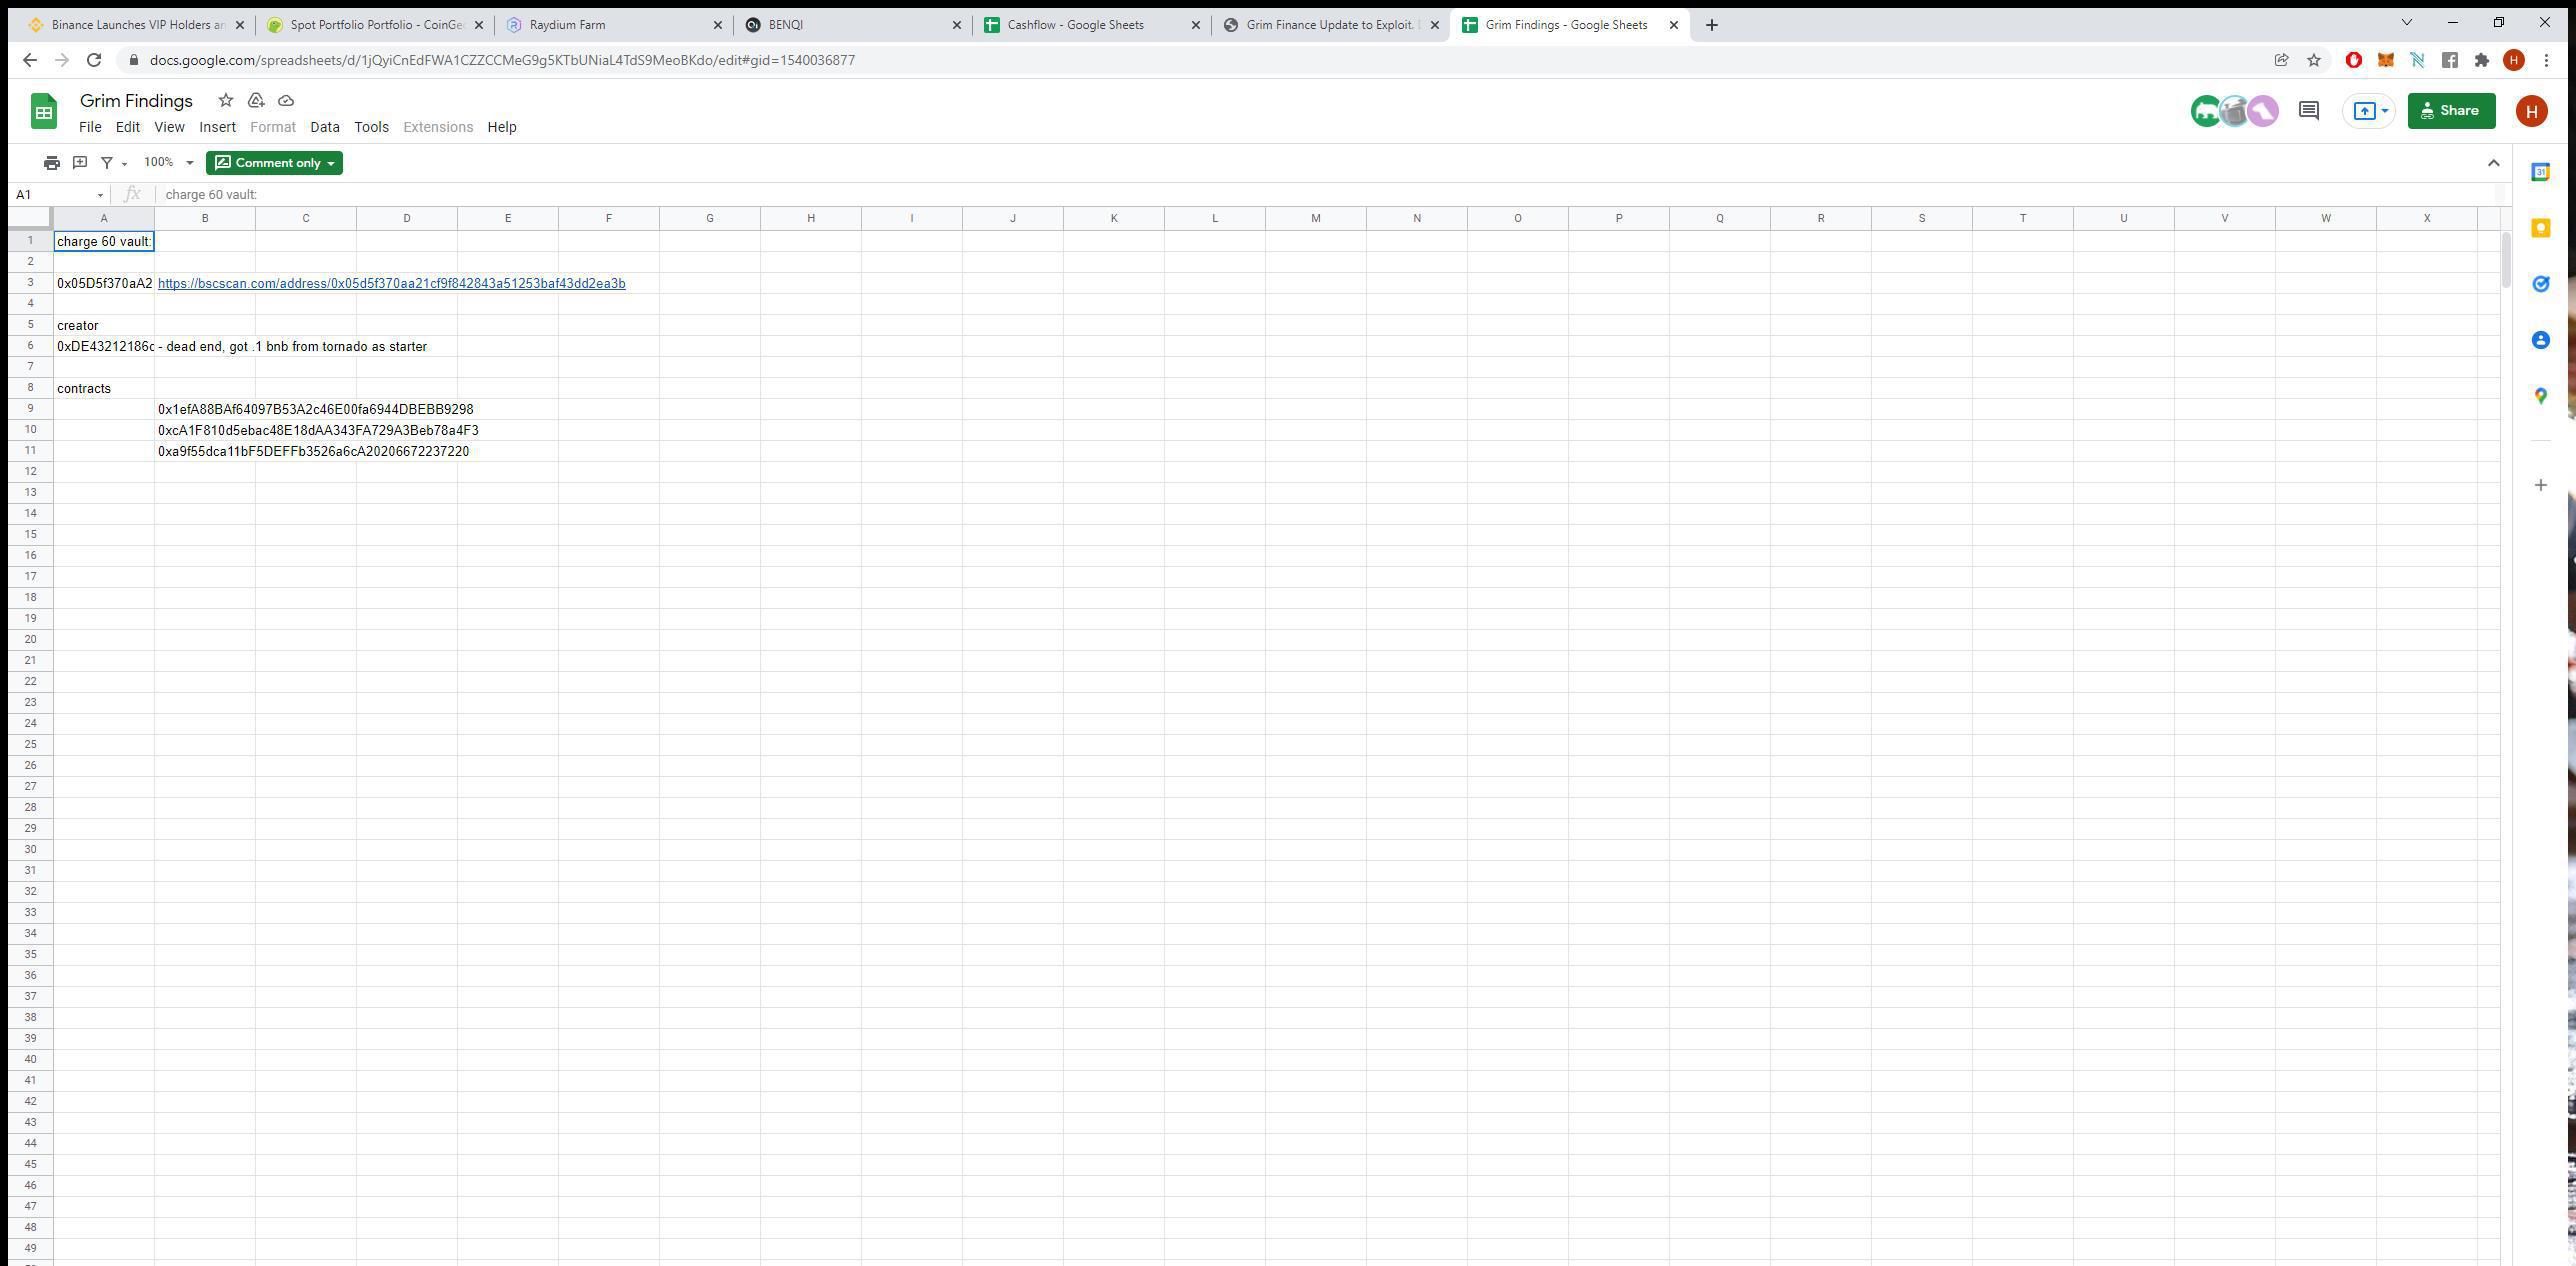 Binance Launches VIP Holders an
Spot Portfolio Portfolio - CoinGec
Raydium Farm
BENQI
Cashflow - Google Sheets
Grim Finance Update to Exploit.
Grim Findings - Google Sheets
docs.google.com/spreadsheets/d/1jQyiCnEdFWA1CZZCCMeG9g5KTbUNiaL4TdS9MeoBKdo/edit#gid=1540036877
H
Grim Findings
File Edit View Insert Format Data Tools Extensions Help
Share
H
100%
Comment only
31
A1
fx
charge 60 vault:
A B C D E F G H I J K L M N O P Q R S T U V W X
1 charge 60 vault:
2
3 0x05D5f370aA2 https://bscscan.com/address/0x05d5f370aa21cf9f842843a51253baf43dd2ea3b
4
5 creator
6 0xDE43212186c - dead end, got .1 bnb from tornado as starter
7
8 contracts
9 0x1efA88BAf64097B53A2c46E00fa6944DBEBB9298
10 0xcA1F810d5ebac48E18dAA343FA729A3Beb78a4F3
11 0xa9f55dca11bF5DEFFb3526a6cA20206672237220
12
13
14
15
16
17
18
19
20
21
22
23
24
25
26
27
28
29
30
31
32
33
34
35
36
37
38
39
40
41
42
43
44
45
46
47
48
49